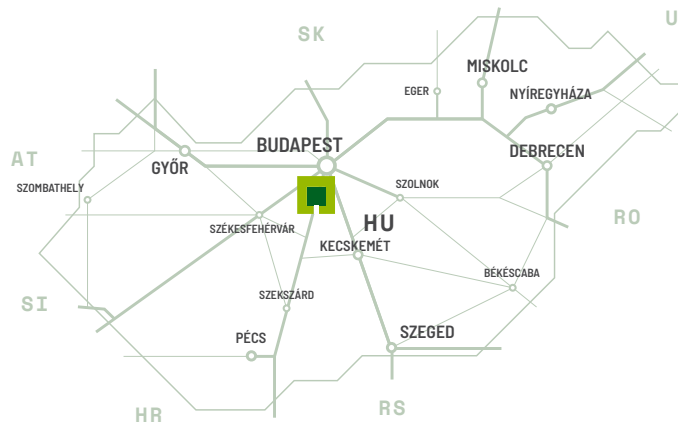 U
SK
MISKOLC
EGER
NYÍREGYHÁZA
BUDAPEST
DEBRECEN
AT
GYŐR
SZOMBATHELY
SZOLNOK
RO
HU
SZÉKESFEHÉRVÁR
KECSKEMÉT
BÉKÉSCABA
SZEKSZÁRD
SI
PÉCS
SZEGED
HR
RS